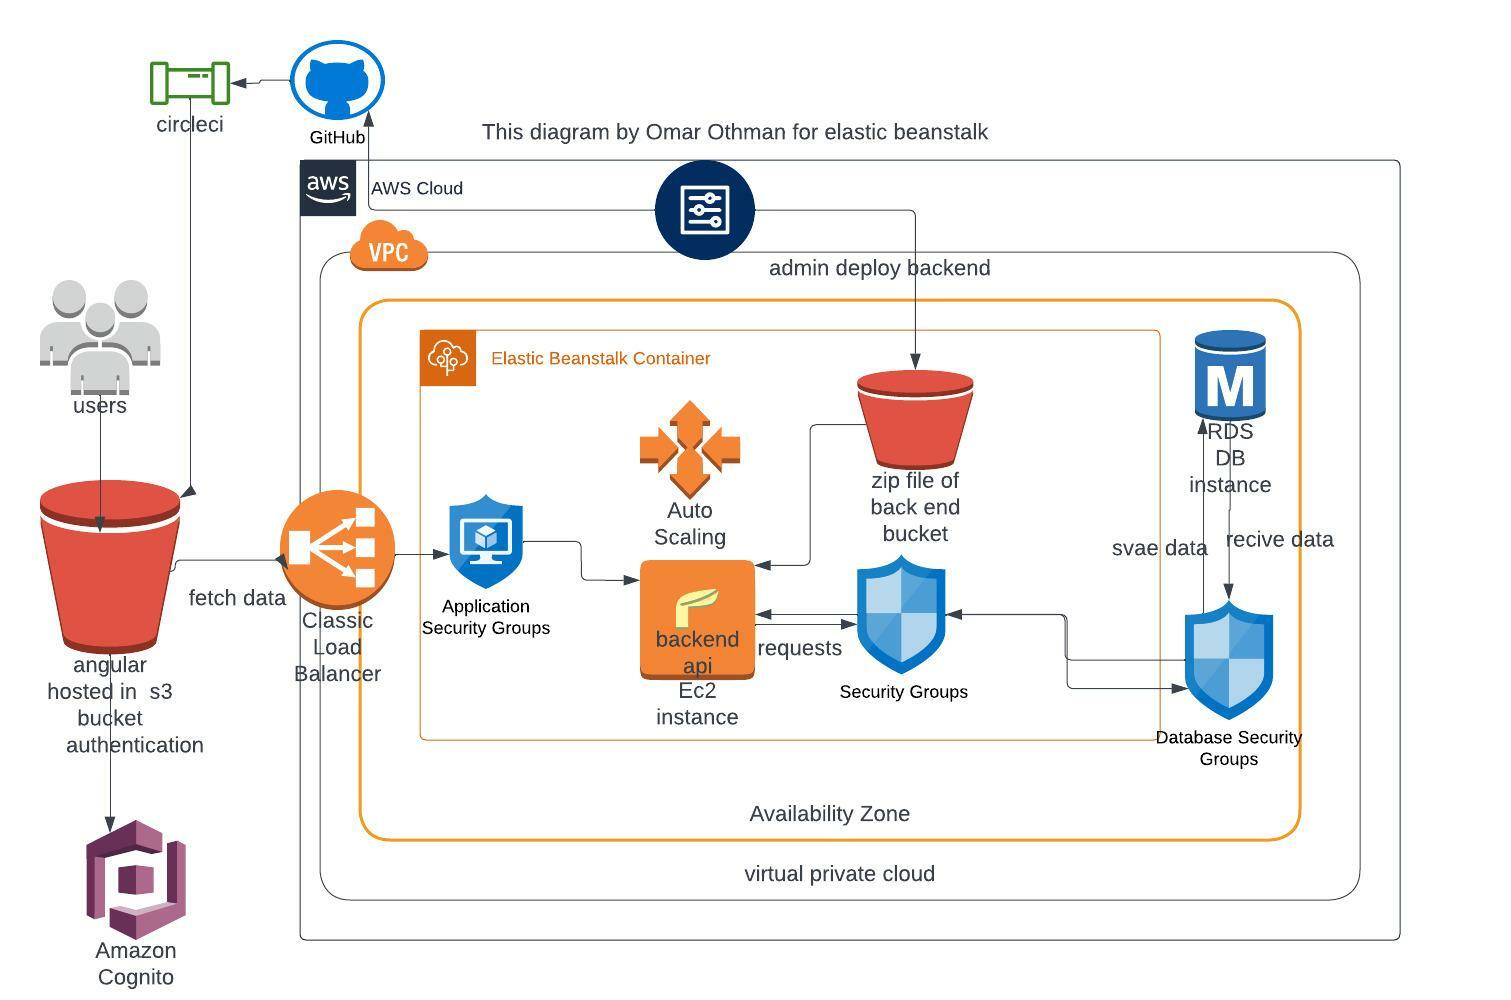 circleci
GitHub
This diagram by Omar Othman for elastic beanstalk
aws
AWS Cloud
VPC
admin deploy backend
users
Elastic Beanstalk Container
M
RDS
DB
instance
zip file of
back end
bucket
Auto
Scaling
svae data
recive data
fetch data
Classic
Load
Balancer
Application
Security Groups
backend
api
Ec2
instance
requests
Security Groups
angular
hosted in  s3
bucket
authentication
Database Security
Groups
Availability Zone
virtual private cloud
Amazon
Cognito